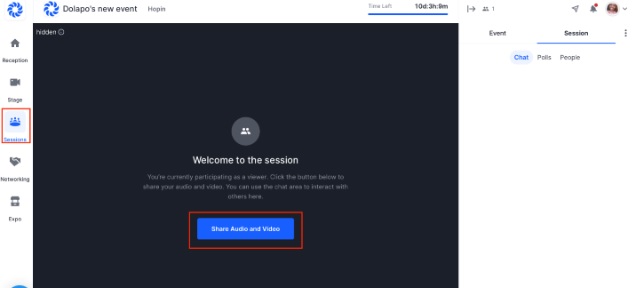 Dolapo's new event
Hopin
Time Left
10d:3h:9m
1
hidden
Reception
Stage
Sessions
Networking
Expo
Welcome to the session
You're currently participating as a viewer. Click the button below to
share your audio and video. You can use the chat area to interact with
others here.
Share Audio and Video
Event
Session
Chat
Polls
People